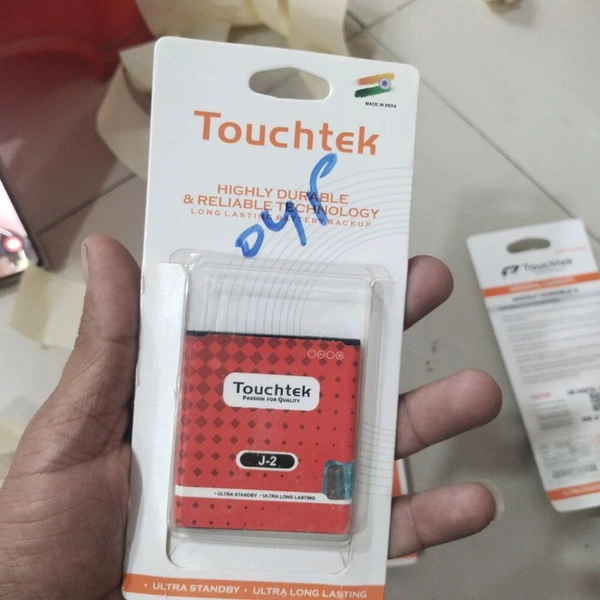 MADE IN INDIA
Touchtek
HIGHLY DURABLE
& RELIABLE TECHNOLOGY
LONG LASTING BATTERY BACKUP
Touchtek
PASSION FOR QUALITY
J-2
• ULTRA STANDBY • ULTRA LONG LASTING
• ULTRA STANDBY • ULTRA LONG LASTING
Touchtek